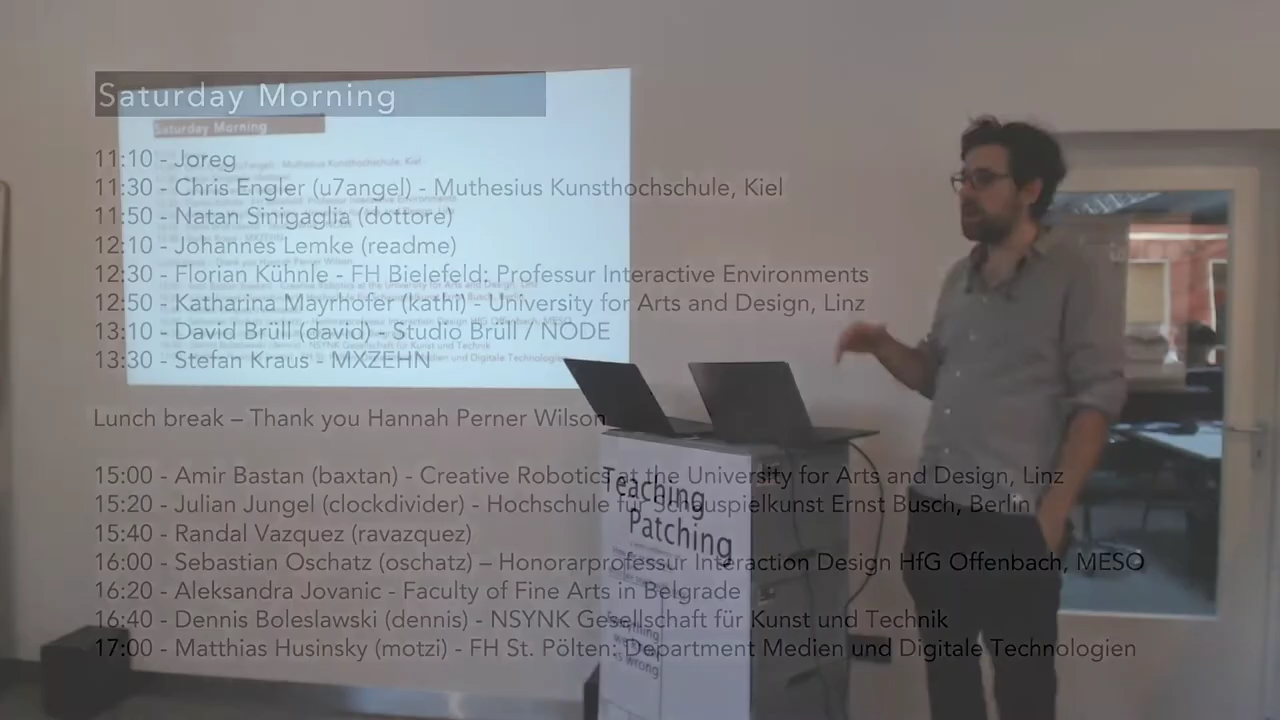 Saturday Morning
11:10 - Joreg
11:30 - Chris Engler (u7angel) - Muthesius Kunsthochschule, Kiel
11:50 - Natan Sinigaglia (dottore)
12:10 - Johannes Lemke (readme)
12:30 - Florian Kühnle - FH Bielefeld: Professur Interactive Environments
12:50 - Katharina Mayrhofer (kathi) - University for Arts and Design, Linz
13:10 - David Brüll (david) - Studio Brüll / NODE
13:30 - Stefan Kraus - MXZEHN
Lunch break – Thank you Hannah Perner Wilson
15:00 - Amir Bastan (baxtan) - Creative Robotics at the University for Arts and Design, Linz
15:20 - Julian Jungel (clockdivider) - Hochschule für Schauspielkunst Ernst Busch, Berlin
15:40 - Randal Vazquez (ravazquez)
16:00 - Sebastian Oschatz (oschatz) – Honorarprofessur Interaction Design HfG Offenbach, MESO
16:20 - Aleksandra Jovanic - Faculty of Fine Arts in Belgrade
16:40 - Dennis Boleslawski (dennis) - NSYNK Gesellschaft für Kunst und Technik
17:00 - Matthias Husinsky (motzi) - FH St. Pölten: Department Medien und Digitale Technologien
Saturday Morning
Teaching
Patching